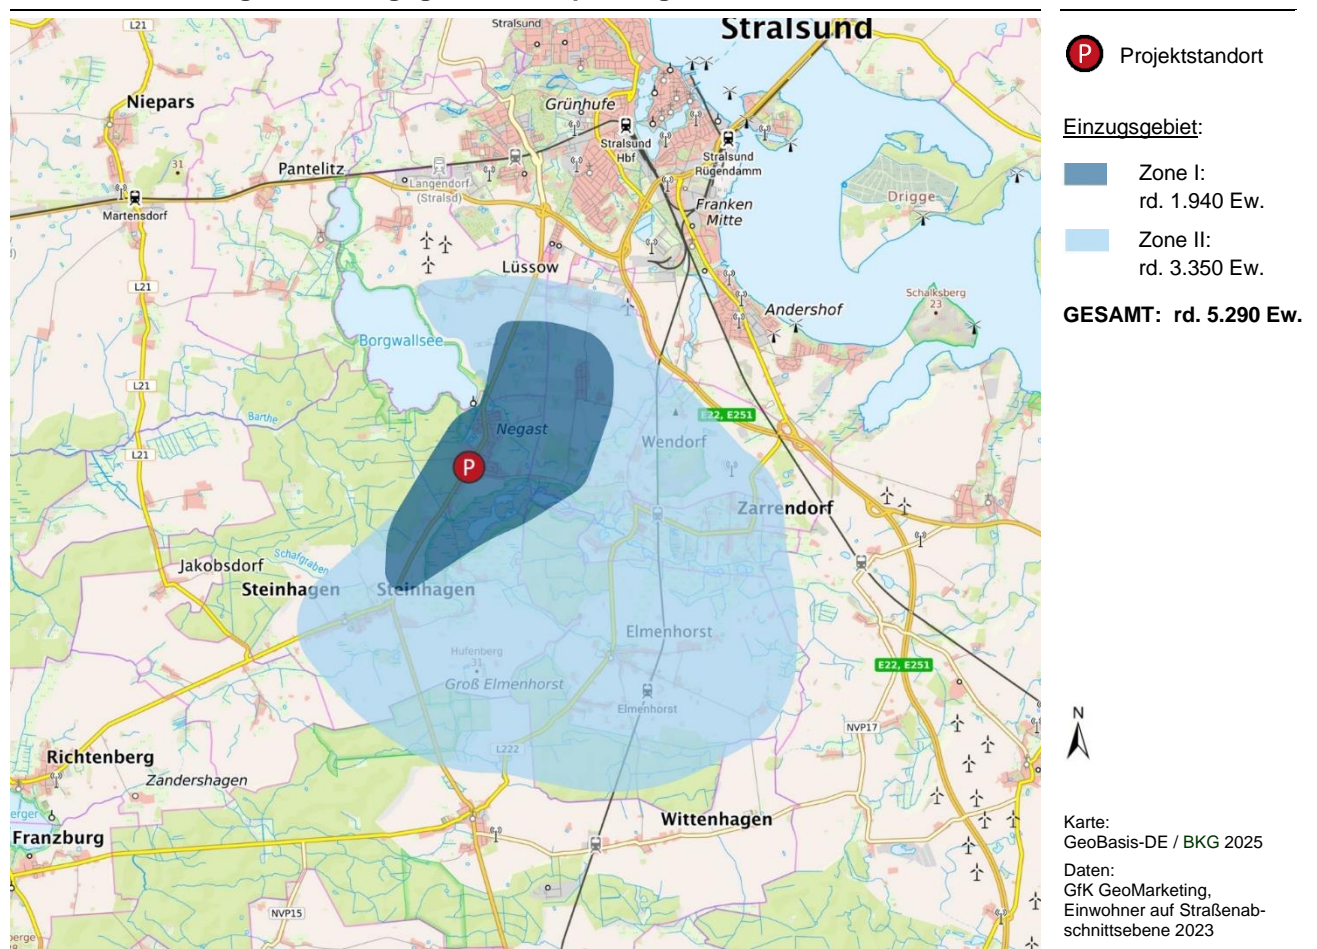 L21
Stralsund
Stralsund
Niepars
Grünhufe
Stralsund
Hbf
Stralsund
Rügendamm
31
Pantelitz
Langendorf
(Stralsd)
Martensdorf
Franken
Mitte
Drigge
Lüssow
L21
Schalksberg
23
Andershof
Borgwallsee
L21
Barthe
Negast
E22, E251
Wendorf
L21
P
Zarrendorf
Schafgraben
Jakobsdorf
Steinhagen
Steinhagen
Elmenhorst
Hufenberg
31
Groß Elmenhorst
E22, E251
Elmenhorst
NVP17
L222
Richtenberg
Zandershagen
Wittenhagen
Franzburg
NVP15
P Projektstandort
Einzugsgebiet:
Zone I:
rd. 1.940 Ew.
Zone II:
rd. 3.350 Ew.
GESAMT: rd. 5.290 Ew.
N
Karte:
GeoBasis-DE / BKG 2025
Daten:
GfK GeoMarketing,
Einwohner auf Straßenab-
schnittsebene 2023